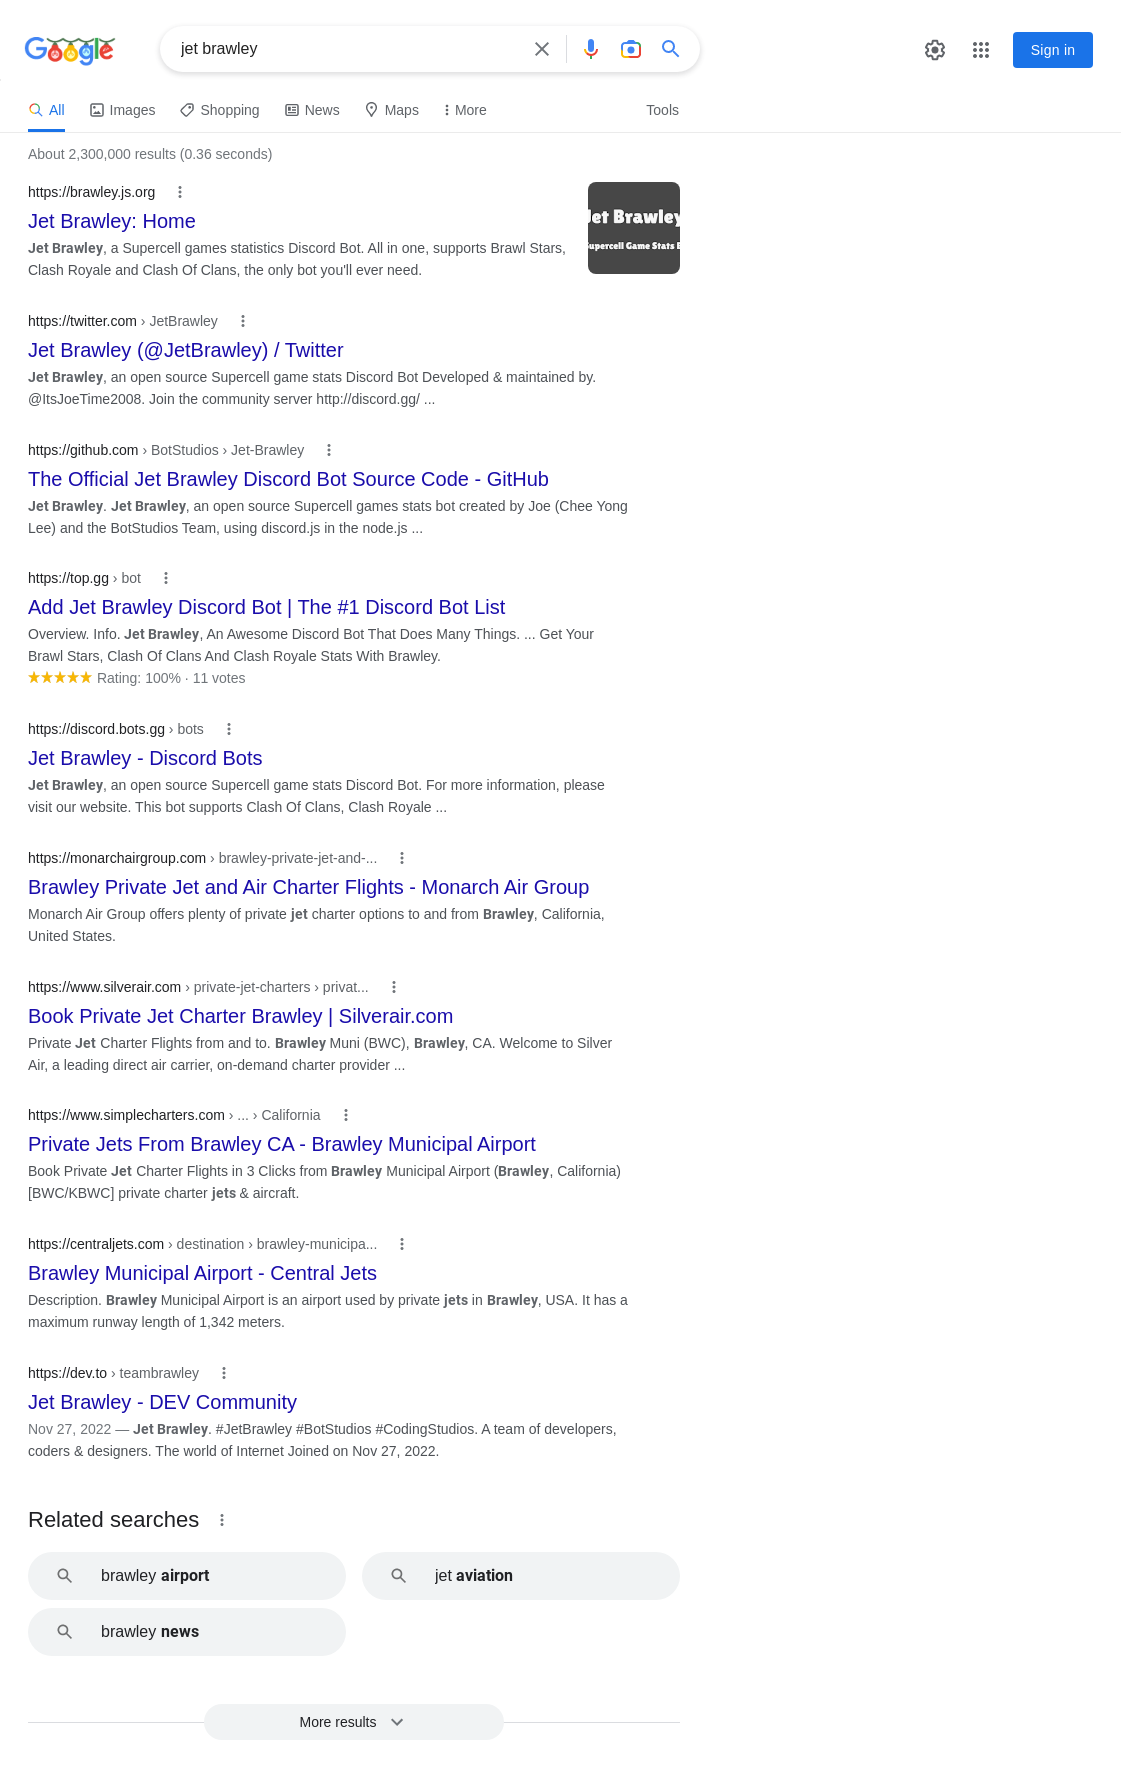 Google
jet brawley
Sign in
All
Images
Shopping
News
Maps
More
Tools
About 2,300,000 results (0.36 seconds)
https://brawley.js.org
Jet Brawley: Home
Jet Brawley, a Supercell games statistics Discord Bot. All in one, supports Brawl Stars,
Clash Royale and Clash Of Clans, the only bot you'll ever need.
Jet Brawley
Supercell Game Stats B
https://twitter.com › JetBrawley
Jet Brawley (@JetBrawley) / Twitter
Jet Brawley, an open source Supercell game stats Discord Bot Developed & maintained by.
@ItsJoeTime2008. Join the community server http://discord.gg/ ...
https://github.com › BotStudios › Jet-Brawley
The Official Jet Brawley Discord Bot Source Code - GitHub
Jet Brawley. Jet Brawley, an open source Supercell games stats bot created by Joe (Chee Yong
Lee) and the BotStudios Team, using discord.js in the node.js ...
https://top.gg › bot
Add Jet Brawley Discord Bot | The #1 Discord Bot List
Overview. Info. Jet Brawley, An Awesome Discord Bot That Does Many Things. ... Get Your
Brawl Stars, Clash Of Clans And Clash Royale Stats With Brawley.
Rating: 100% · 11 votes
https://discord.bots.gg › bots
Jet Brawley - Discord Bots
Jet Brawley, an open source Supercell game stats Discord Bot. For more information, please
visit our website. This bot supports Clash Of Clans, Clash Royale ...
https://monarchairgroup.com › brawley-private-jet-and-...
Brawley Private Jet and Air Charter Flights - Monarch Air Group
Monarch Air Group offers plenty of private jet charter options to and from Brawley, California,
United States.
https://www.silverair.com › private-jet-charters › privat...
Book Private Jet Charter Brawley | Silverair.com
Private Jet Charter Flights from and to. Brawley Muni (BWC), Brawley, CA. Welcome to Silver
Air, a leading direct air carrier, on-demand charter provider ...
https://www.simplecharters.com › ... › California
Private Jets From Brawley CA - Brawley Municipal Airport
Book Private Jet Charter Flights in 3 Clicks from Brawley Municipal Airport (Brawley, California)
[BWC/KBWC] private charter jets & aircraft.
https://centraljets.com › destination › brawley-municipa...
Brawley Municipal Airport - Central Jets
Description. Brawley Municipal Airport is an airport used by private jets in Brawley, USA. It has a
maximum runway length of 1,342 meters.
https://dev.to › teambrawley
Jet Brawley - DEV Community
Nov 27, 2022 — Jet Brawley. #JetBrawley #BotStudios #CodingStudios. A team of developers,
coders & designers. The world of Internet Joined on Nov 27, 2022.
Related searches
brawley airport
jet aviation
brawley news
More results